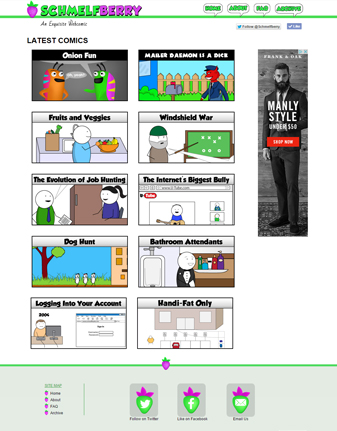 SCHMELFBERRY
HOME ABOUT FAQ ARCHIVE
An Exquisite Welcome
Follow @Schmelfberry Like
LATEST COMICS
Onion Fun
MAILER DAEMON IS A DICK
Fruits and Veggies
Windshield War
The Evolution of Job Hunting
The Internet's Biggest Bully
Dog Hunt
Bathroom Attendants
Logging Into Your Account
2004
Handi-Fat Only
FRANK & OAK
MANLY
STYLE
UNDER $50
SHOP NOW
SITE MAP
Home
About
FAQ
Archive
Follow on Twitter
Like on Facebook
Email Us